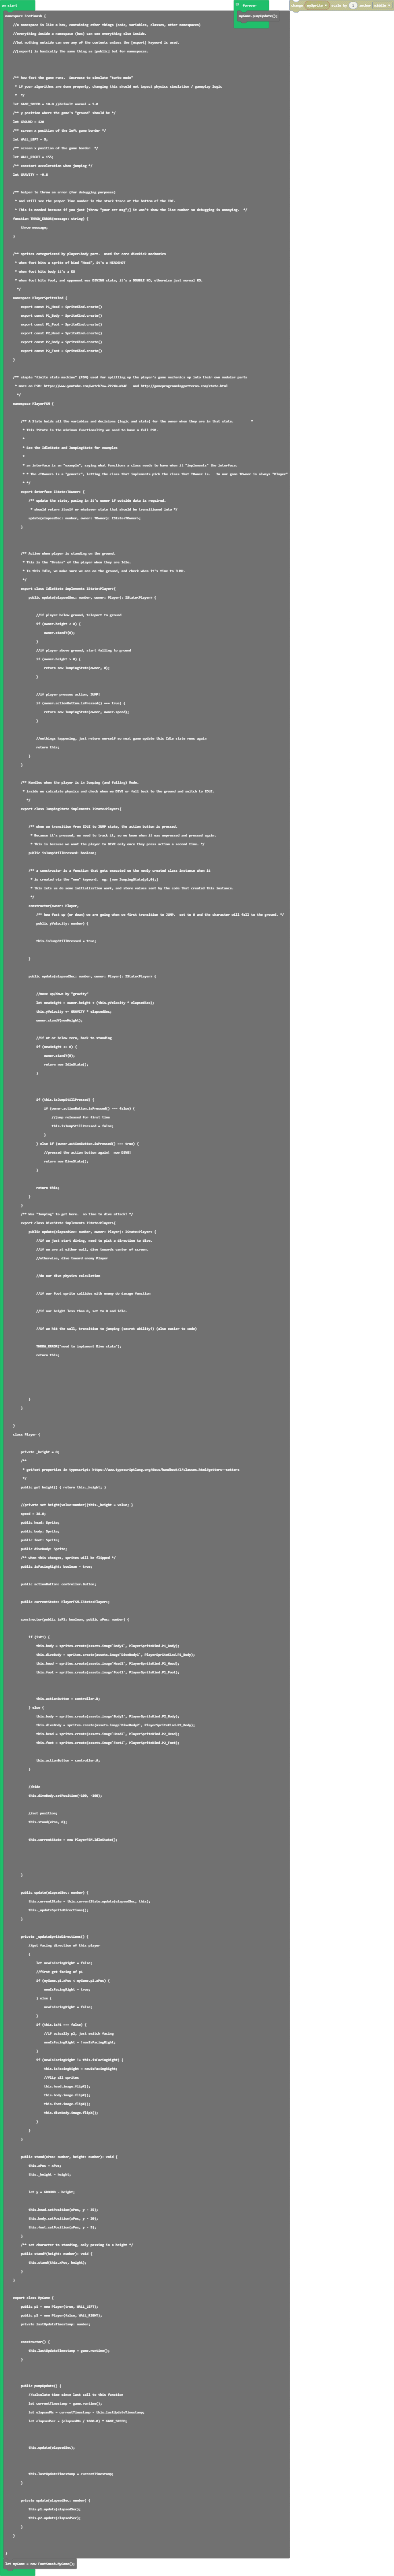 on start
forever
myGame.pumpUpdate();
change mySprite scale by 1 anchor middle
namespace Footsmash {
//a namespace is like a box, containing other things (code, variables, classes, other namespaces)
//everything inside a namespace (box) can see everything else inside.
//but nothing outside can see any of the contents unless the [export] keyword is used.
//[export] is basically the same thing as [public] but for namespaces.
/** how fast the game runs. increase to simulate "turbo mode"
* if your algorithms are done properly, changing this should not impact physics simulation / gameplay logic
* */
let GAME_SPEED = 10.0 //default normal = 5.0
/** y position where the game's "ground" should be */
let GROUND = 110
/** screen x position of the left game border */
let WALL_LEFT = 5;
/** screen x position of the game border */
let WALL_RIGHT = 155;
/** constant acceleration when jumping */
let GRAVITY = -9.8
/** helper to throw an error (for debugging purposes)
* and still see the proper line number in the stack trace at the bottom of the IDE.
* This is needed because if you just [throw "your err msg";] it won't show the line number so debugging is annoying. */
function THROW_ERROR(message: string) {
throw message;
}
/** sprites categorized by player+body part. used for core divekick mechanics
* when foot hits a sprite of kind "Head", it's a HEADSHOT
* when foot hits body it's a KO
* when foot hits foot, and opponent was DIVING state, it's a DOUBLE KO, otherwise just normal KO.
*/
namespace PlayerSpriteKind {
export const P1_Head = SpriteKind.create()
export const P1_Body = SpriteKind.create()
export const P1_Foot = SpriteKind.create()
export const P2_Head = SpriteKind.create()
export const P2_Body = SpriteKind.create()
export const P2_Foot = SpriteKind.create()
}
/** simple "finite state machine" (FSM) used for splitting up the player's game mechanics up into their own modular parts
*/
namespace PlayerFSM {
/** A State holds all the variables and decisions (logic and state) for the owner when they are in that state. *
* This IState is the minimum functionality we need to have a full FSM.
*
* See the IdleState and JumpingState for examples
*
* an interface is an "example", saying what functions a class needs to have when it "implements" the interface.
* * The <TOwner> is a "generic", letting the class that implements pick the class that TOwner is. In our game TOwner is always "Player"
* */
export interface IState<TOwner> {
/** update the state, passing in it's owner if outside data is required.
* should return itself or whatever state that should be transitioned into */
update(elapsedSec: number, owner: TOwner): IState<TOwner>;
}
/** Active when player is standing on the ground.
* This is the "Brains" of the player when they are Idle.
* In this Idle, we make sure we are on the ground, and check when it's time to JUMP.
*/
export class IdleState implements IState<Player>{
public update(elapsedSec: number, owner: Player): IState<Player> {
//if player below ground, teleport to ground
if (owner.height < 0) {
owner.standY(0);
}
//if player above ground, start falling to ground
if (owner.height > 0) {
return new JumpingState(owner, 0);
}
//if player presses action, JUMP!
if (owner.actionButton.isPressed() === true) {
return new JumpingState(owner, owner.speed);
}
//nothings happening, just return ourself so next game update this Idle state runs again
return this;
}
}
/** Handles when the player is in Jumping (and Falling) Mode.
* inside we calculate physics and check when we DIVE or fall back to the ground and switch to IDLE.
*/
export class JumpingState implements IState<Player>{
/** when we transition from IDLE to JUMP state, the action button is pressed.
* Because it's pressed, we need to track it, so we know when it was unpressed and pressed again.
* This is because we want the player to DIVE only once they press action a second time. */
public isJumpStillPressed: boolean;
/** a constructor is a function that gets executed on the newly created class instance when it
* is created via the "new" keyword. eg: [new JumpingState(p1,0);]
* this lets us do some initialization work, and store values sent by the code that created this instance.
*/
constructor(owner: Player,
/** how fast up (or down) we are going when we first transition to JUMP. set to 0 and the character will fall to the ground. */
public yVelocity: number) {
this.isJumpStillPressed = true;
}
public update(elapsedSec: number, owner: Player): IState<Player> {
//move up/down by "gravity"
let newHeight = owner.height + (this.yVelocity * elapsedSec);
this.yVelocity += GRAVITY * elapsedSec;
owner.standY(newHeight);
//if at or below zero, back to standing
if (newHeight <= 0) {
owner.standY(0);
return new IdleState();
}
if (this.isJumpStillPressed) {
if (owner.actionButton.isPressed() === false) {
//jump released for first time
this.isJumpStillPressed = false;
}
} else if (owner.actionButton.isPressed() === true) {
//pressed the action button again! now DIVE!
return new DiveState();
}
return this;
}
}
/** Was "Jumping" to get here. us time to dive attack! */
export class DiveState implements IState<Player>{
public update(elapsedSec: number, owner: Player): IState<Player> {
//if we just start diving, need to pick a direction to dive.
//if we are at either wall, dive towards center of screen.
//otherwise, dive toward enemy Player
//do our dive physics calculation
//if our foot sprite collides with enemy do damage function
//if our height less than 0, set to 0 and idle.
//if we hit the wall, transition to jumping (secret ability!) (also easier to code)
THROW_ERROR("need to implement Dive state");
return this;
}
}
}
class Player {
private _height = 0;
/**
* get/set properties in typescript: https://www.typescriptlang.org/docs/handbook/2/classes.html#getters--setters
*/
public get height() { return this._height; }
//private set height(value:number){this._height = value; }
speed = 50.0;
public head: Sprite;
public body: Sprite;
public foot: Sprite;
public diveBody: Sprite;
/** when this changes, sprites will be flipped */
public isFacingRight: boolean = true;
public actionButton: controller.Button;
public currentState: PlayerFSM.IState<Player>;
constructor(public isP1: boolean, public xPos: number) {
if (isP1) {
this.body = sprites.create(assets.image`Body1`, PlayerSpriteKind.P1_Body);
this.diveBody = sprites.create(assets.image`DiveBody1`, PlayerSpriteKind.P1_Body);
this.head = sprites.create(assets.image`Head1`, PlayerSpriteKind.P1_Head);
this.foot = sprites.create(assets.image`Foot1`, PlayerSpriteKind.P1_Foot);
this.actionButton = controller.B;
} else {
this.body = sprites.create(assets.image`Body2`, PlayerSpriteKind.P2_Body);
this.diveBody = sprites.create(assets.image`DiveBody2`, PlayerSpriteKind.P2_Body);
this.head = sprites.create(assets.image`Head2`, PlayerSpriteKind.P2_Head);
this.foot = sprites.create(assets.image`Foot2`, PlayerSpriteKind.P2_Foot);
this.actionButton = controller.A;
}
//hide
this.diveBody.setPosition(-100, -100);
//set position;
this.stand(xPos, 0);
this.currentState = new PlayerFSM.IdleState();
}
public update(elapsedSec: number) {
this.currentState = this.currentState.update(elapsedSec, this);
this._updateSpriteDirections();
}
private _updateSpriteDirections() {
//get facing direction of this player
{
let newIsFacingRight = false;
//first get facing of p1
if (myGame.p1.xPos < myGame.p2.xPos) {
newIsFacingRight = true;
} else {
newIsFacingRight = false;
}
if (this.isP1 === false) {
//if actually p2, just switch facing
newIsFacingRight = !newIsFacingRight;
}
if (newIsFacingRight != this.isFacingRight) {
this.isFacingRight = newIsFacingRight;
//flip all sprites
this.head.image.flipX();
this.body.image.flipX();
this.foot.image.flipX();
this.diveBody.image.flipX();
}
}
}
public stand(xPos: number, height: number): void {
this.xPos = xPos;
this._height = height;
let y = GROUND - height;
this.head.setPosition(xPos, y - 35);
this.body.setPosition(xPos, y - 20);
this.foot.setPosition(xPos, y - 5);
}
/** set character to standing, only passing in a height */
public standY(height: number): void {
this.stand(this.xPos, height);
}
}
export class MyGame {
public p1 = new Player(true, WALL_LEFT);
public p2 = new Player(false, WALL_RIGHT);
private lastUpdateTimestamp: number;
constructor() {
this.lastUpdateTimestamp = game.runtime();
}
public pumpUpdate() {
//calculate time since last call to this function
let currentTimestamp = game.runtime();
let elapsedMs = currentTimestamp - this.lastUpdateTimestamp;
let elapsedSec = (elapsedMs / 1000.0) * GAME_SPEED;
this.update(elapsedSec);
this.lastUpdateTimestamp = currentTimestamp;
}
private update(elapsedSec: number) {
this.p1.update(elapsedSec);
this.p2.update(elapsedSec);
}
}
}
let myGame = new Footsmash.MyGame();